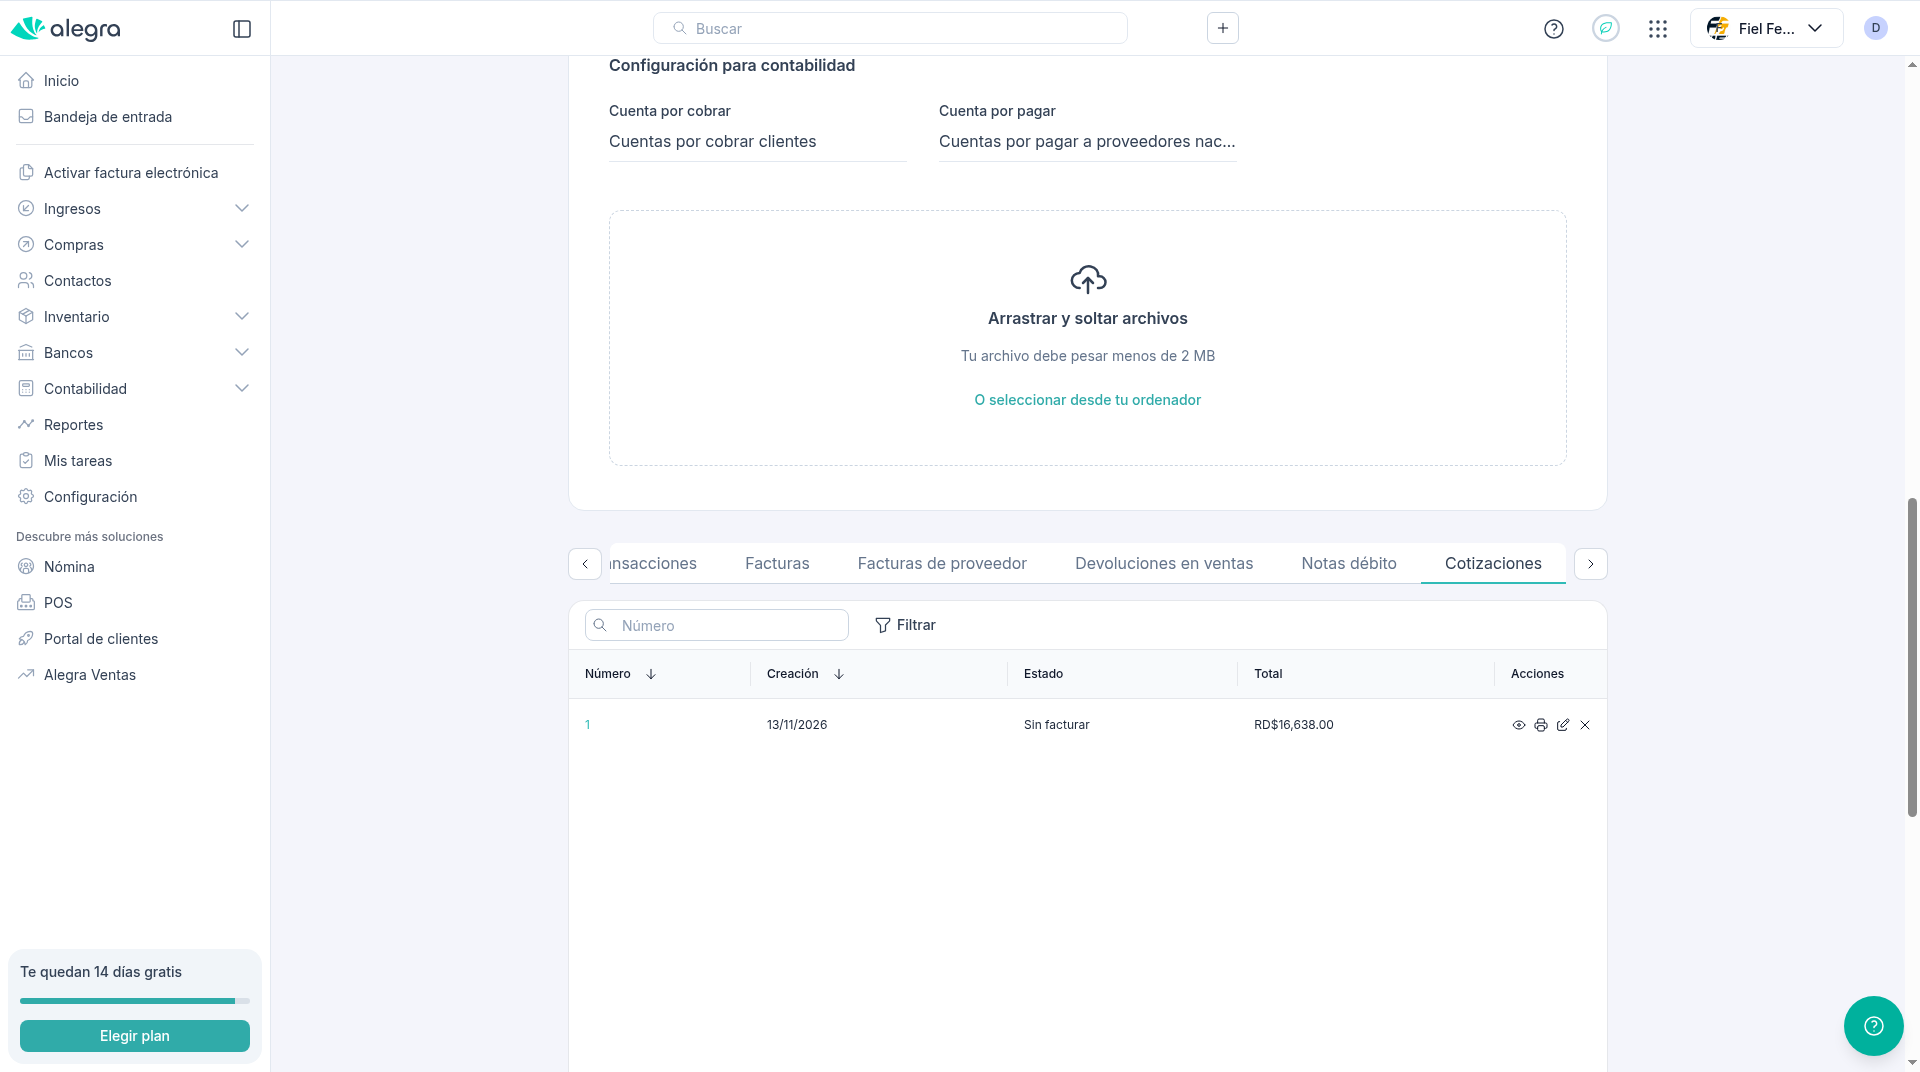 alegra
Buscar
Fiel Fe...
D
Inicio
Bandeja de entrada
Activar factura electrónica
Ingresos
Compras
Contactos
Inventario
Bancos
Contabilidad
Reportes
Mis tareas
Configuración
Descubre más soluciones
Nómina
POS
Portal de clientes
Alegra Ventas
Te quedan 14 días gratis
Elegir plan
Configuración para contabilidad
Cuenta por cobrar
Cuentas por cobrar clientes
Cuenta por pagar
Cuentas por pagar a proveedores nac...
Arrastrar y soltar archivos
Tu archivo debe pesar menos de 2 MB
O seleccionar desde tu ordenador
nsacciones Facturas Facturas de proveedor Devoluciones en ventas Notas débito Cotizaciones
Número Filtrar
Número Creación Estado Total Acciones
1 13/11/2026 Sin facturar RD$16,638.00